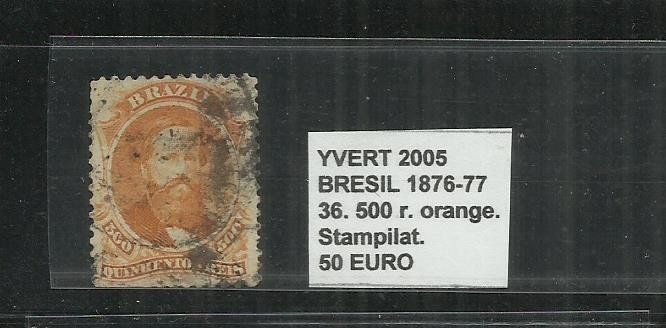 BRAZIL
500 500
QUINHENTOS REIS
YVERT 2005
BRESIL 1876-77
36. 500 r. orange.
Stampilat.
50 EURO